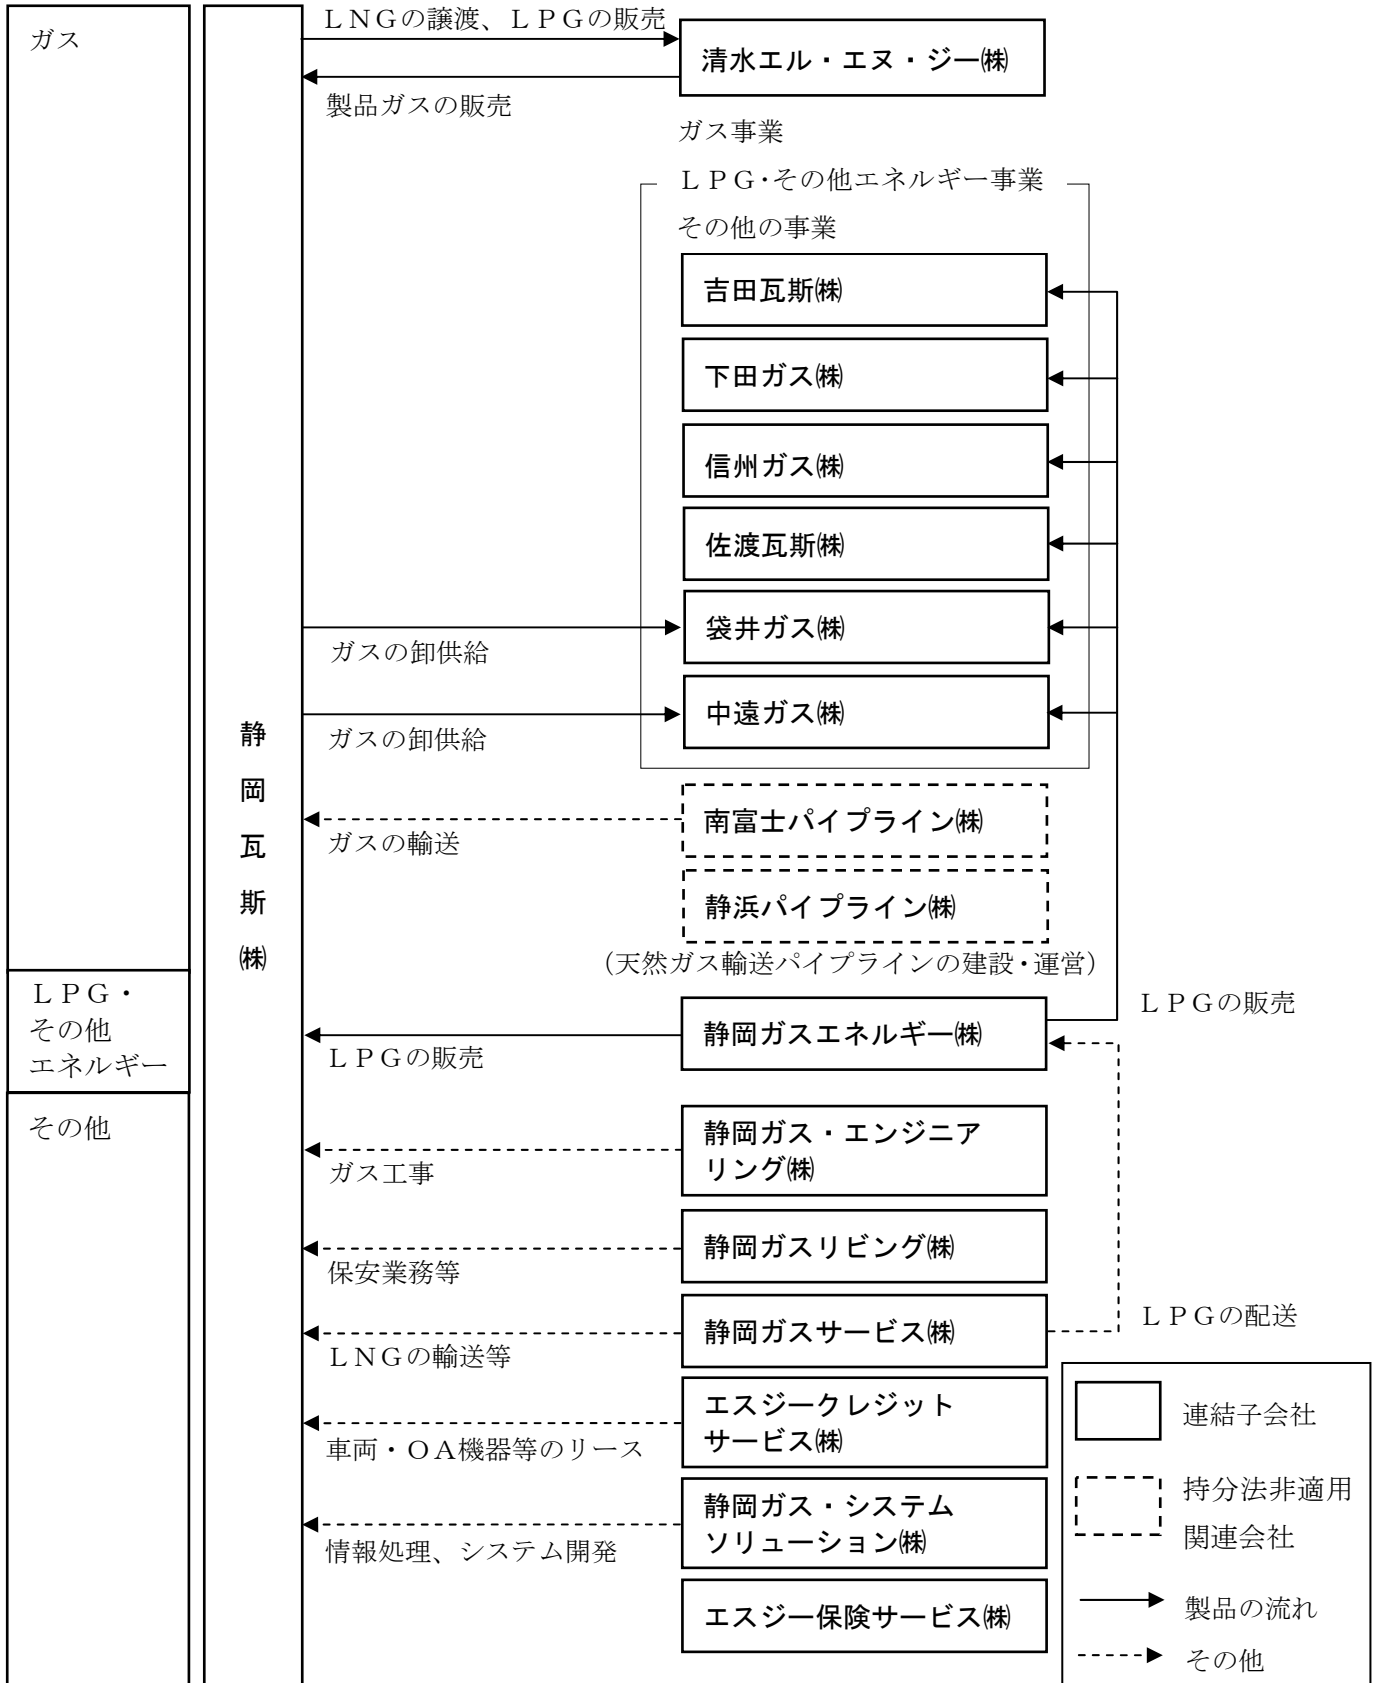 ガス
ＬＮＧの譲渡、ＬＰＧの販売
清水エル・エヌ・ジー㈱
製品ガスの販売
ガス事業
ＬＰＧ・その他エネルギー事業
その他の事業
吉田瓦斯㈱
下田ガス㈱
信州ガス㈱
佐渡瓦斯㈱
袋井ガス㈱
ガスの卸供給
中遠ガス㈱
ガスの卸供給
静岡瓦斯㈱
南富士パイプライン㈱
ガスの輸送
静浜パイプライン㈱
（天然ガス輸送パイプラインの建設・運営）
ＬＰＧ・
その他
エネルギー
静岡ガスエネルギー㈱
ＬＰＧの販売
ＬＰＧの販売
その他
静岡ガス・エンジニア
リング㈱
ガス工事
静岡ガスリビング㈱
保安業務等
静岡ガスサービス㈱
ＬＰＧの配送
ＬＮＧの輸送等
エスジークレジット
サービス㈱
車両・ＯＡ機器等のリース
静岡ガス・システム
ソリューション㈱
情報処理、システム開発
エスジー保険サービス㈱
連結子会社
持分法非適用
関連会社
製品の流れ
その他